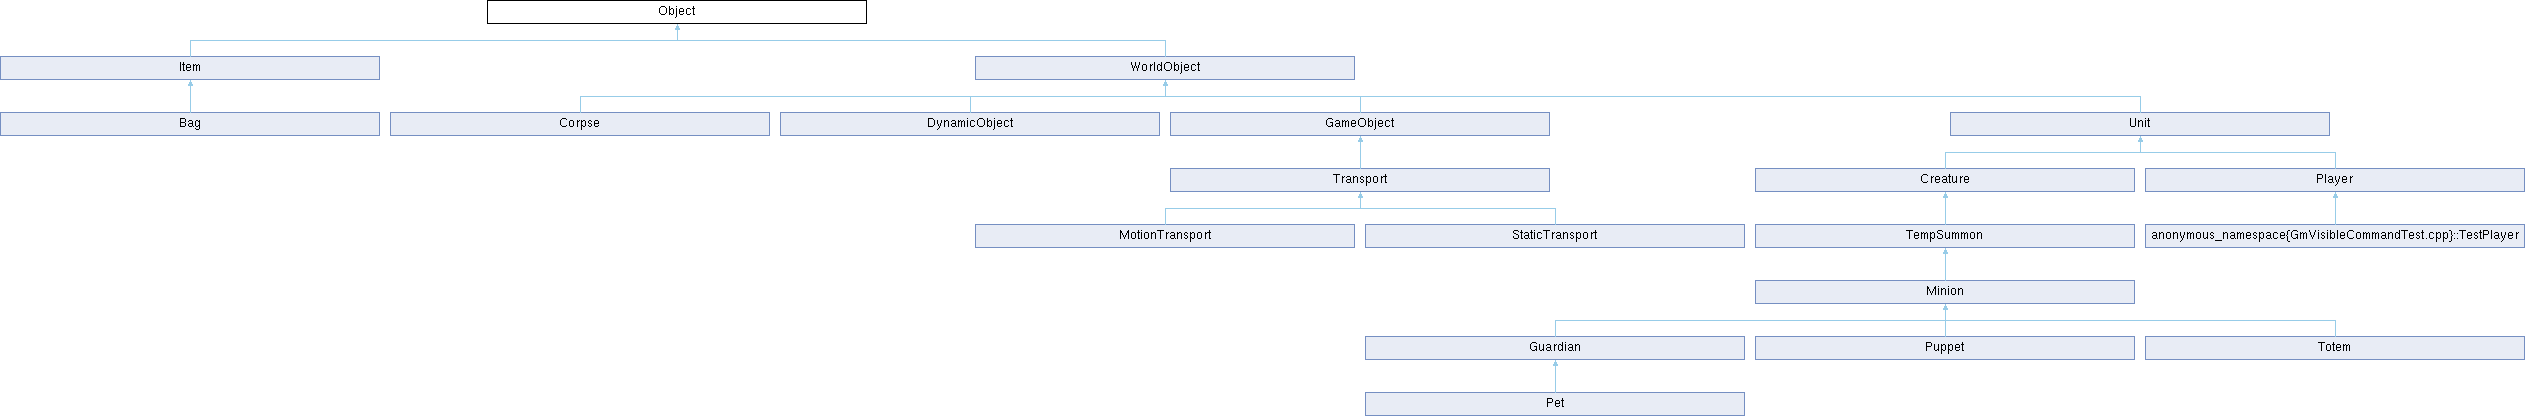 Object
Item
WorldObject
Bag
Corpse
DynamicObject
GameObject
Unit
Transport
Creature
Player
MotionTransport
StaticTransport
TempSummon
anonymous_namespace{GmVisibleCommandTest.cpp}::TestPlayer
Minion
Guardian
Puppet
Totem
Pet